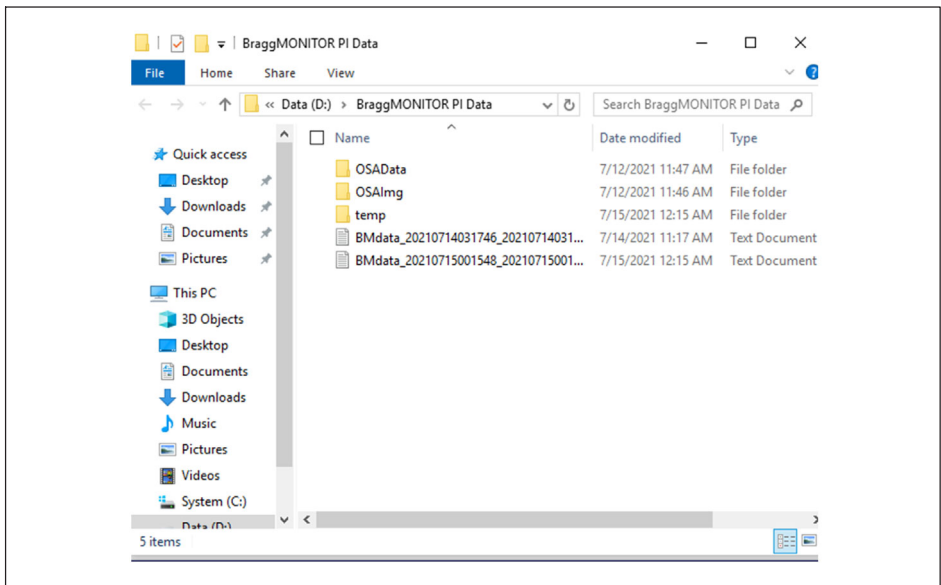 BraggMONITOR PI Data
File Home Share View
« Data (D:) › BraggMONITOR PI Data Search BraggMONITOR PI Data
Name Date modified Type
Quick access
Desktop
Downloads
Documents
Pictures
This PC
3D Objects
Desktop
Documents
Downloads
Music
Pictures
Videos
System (C:)
Data (D:)
OSAData 7/12/2021 11:47 AM File folder
OSAImg 7/12/2021 11:46 AM File folder
temp 7/15/2021 12:15 AM File folder
BMdata_20210714031746_20210714031... 7/14/2021 11:17 AM Text Document
BMdata_20210715001548_20210715001... 7/15/2021 12:15 AM Text Document
5 items